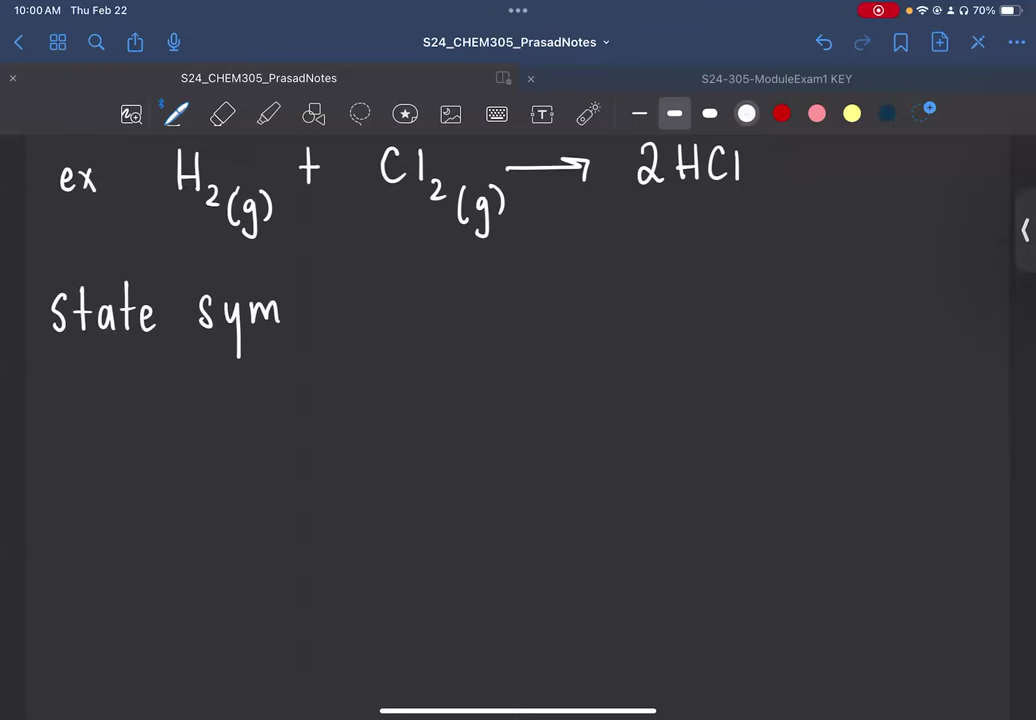 10:00 AM Thu Feb 22
70%
S24_CHEM305_PrasadNotes
S24_CHEM305_PrasadNotes
S24-305-ModuleExam1 KEY
ex H₂(g) + Cl₂(g) ⟶ 2HCl
state sym